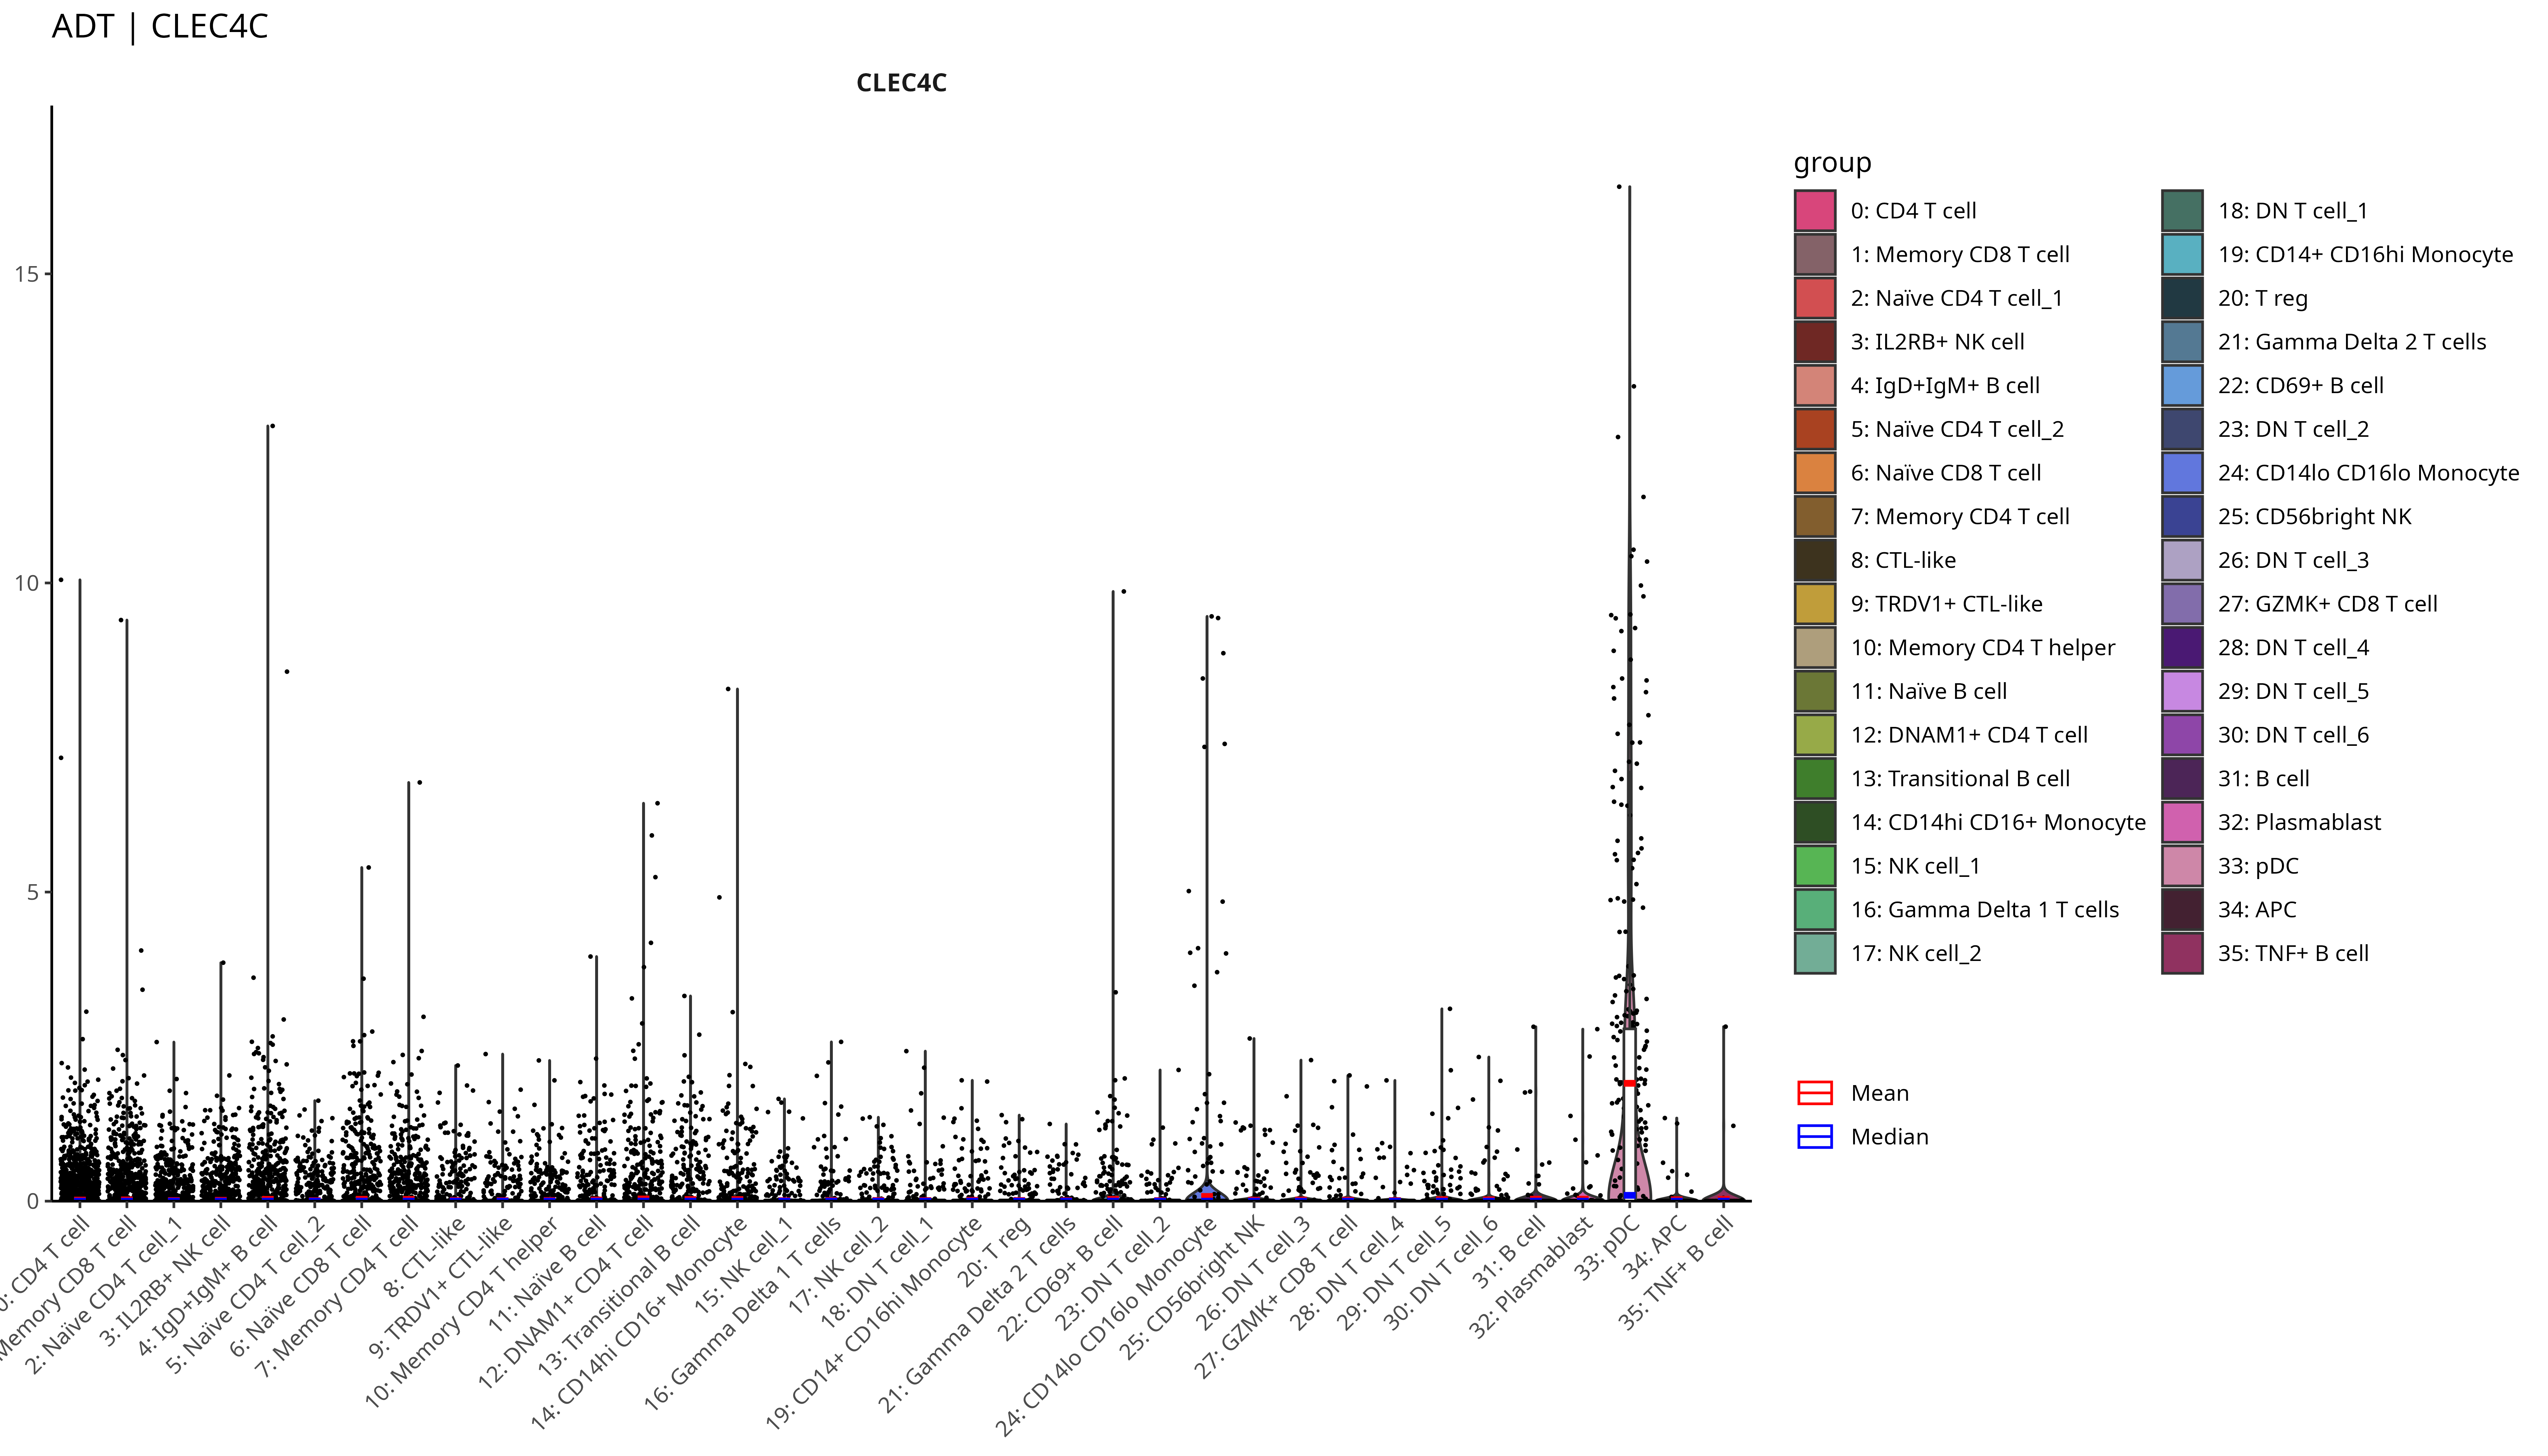 ADT | CLEC4C
CLEC4C
15
10
5
0
0: CD4 T cell
Memory CD8 T cell
2: Naïve CD4 T cell_1
3: IL2RB+ NK cell
4: IgD+IgM+ B cell
5: Naïve CD4 T cell_2
6: Naïve CD8 T cell
7: Memory CD4 T cell
8: CTL-like
9: TRDV1+ CTL-like
10: Memory CD4 T helper
11: Naïve B cell
12: DNAM1+ CD4 T cell
13: Transitional B cell
14: CD14hi CD16+ Monocyte
15: NK cell_1
16: Gamma Delta 1 T cells
17: NK cell_2
18: DN T cell_1
19: CD14+ CD16hi Monocyte
20: T reg
21: Gamma Delta 2 T cells
22: CD69+ B cell
23: DN T cell_2
24: CD14lo CD16lo Monocyte
25: CD56bright NK
26: DN T cell_3
27: GZMK+ CD8 T cell
28: DN T cell_4
29: DN T cell_5
30: DN T cell_6
31: B cell
32: Plasmablast
33: pDC
34: APC
35: TNF+ B cell
group
0: CD4 T cell
1: Memory CD8 T cell
2: Naïve CD4 T cell_1
3: IL2RB+ NK cell
4: IgD+IgM+ B cell
5: Naïve CD4 T cell_2
6: Naïve CD8 T cell
7: Memory CD4 T cell
8: CTL-like
9: TRDV1+ CTL-like
10: Memory CD4 T helper
11: Naïve B cell
12: DNAM1+ CD4 T cell
13: Transitional B cell
14: CD14hi CD16+ Monocyte
15: NK cell_1
16: Gamma Delta 1 T cells
17: NK cell_2
18: DN T cell_1
19: CD14+ CD16hi Monocyte
20: T reg
21: Gamma Delta 2 T cells
22: CD69+ B cell
23: DN T cell_2
24: CD14lo CD16lo Monocyte
25: CD56bright NK
26: DN T cell_3
27: GZMK+ CD8 T cell
28: DN T cell_4
29: DN T cell_5
30: DN T cell_6
31: B cell
32: Plasmablast
33: pDC
34: APC
35: TNF+ B cell
Mean
Median